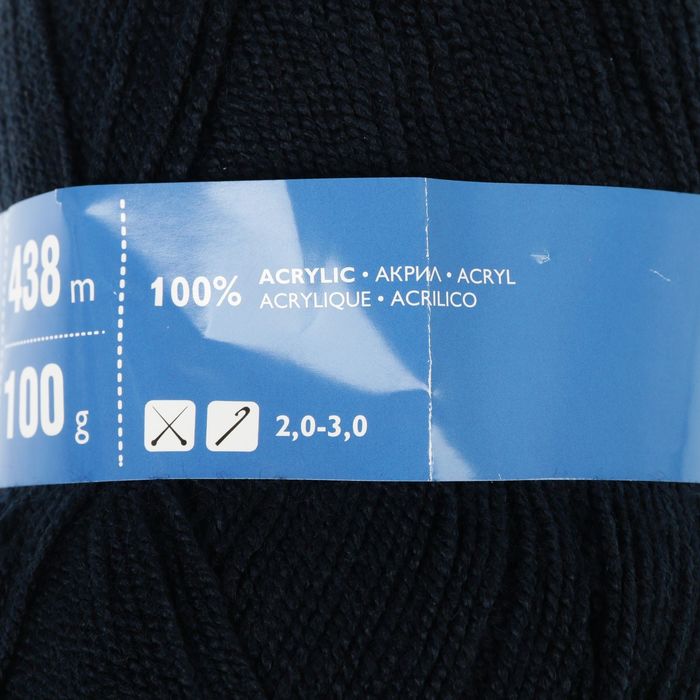 438 m
100 g
100% ACRYLIC • АКРИЛ • ACRYL
ACRYLIQUE • ACRILICO
2,0-3,0